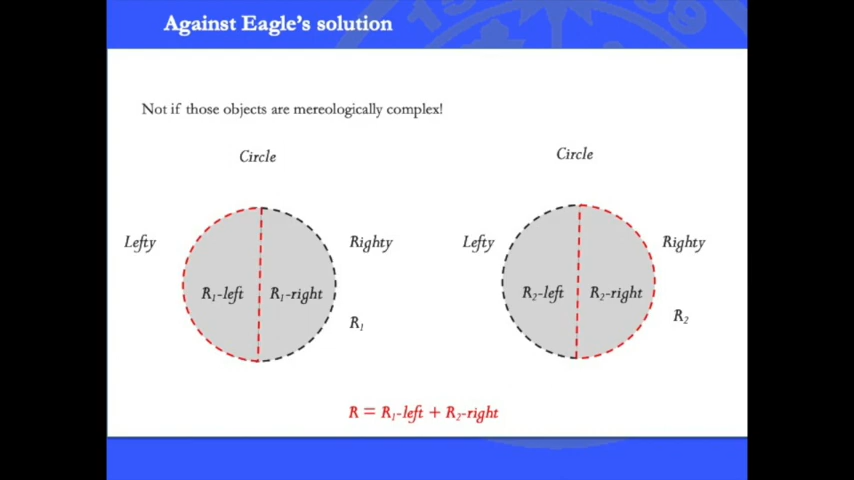 Against Eagle's solution
Not if those objects are mereologically complex!
Circle
Circle
Lefty
Righty
Lefty
Righty
R₁-left
R₁-right
R₂-left
R₂-right
R₁
R₂
R = R₁-left + R₂-right